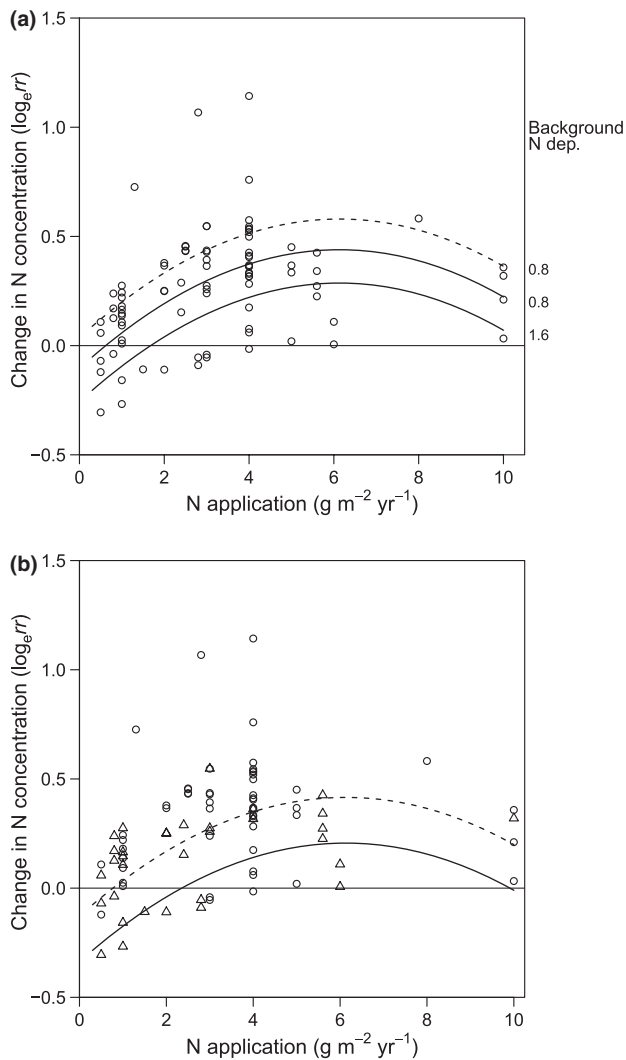 (a)
1.5
1.0
0.5
0.0
−0.5
Change in N concentration (logₑrr)
0 2 4 6 8 10
N application (g m⁻² yr⁻¹)
Background
N dep.
0.8
0.8
1.6
(b)
1.5
1.0
0.5
0.0
−0.5
Change in N concentration (logₑrr)
0 2 4 6 8 10
N application (g m⁻² yr⁻¹)